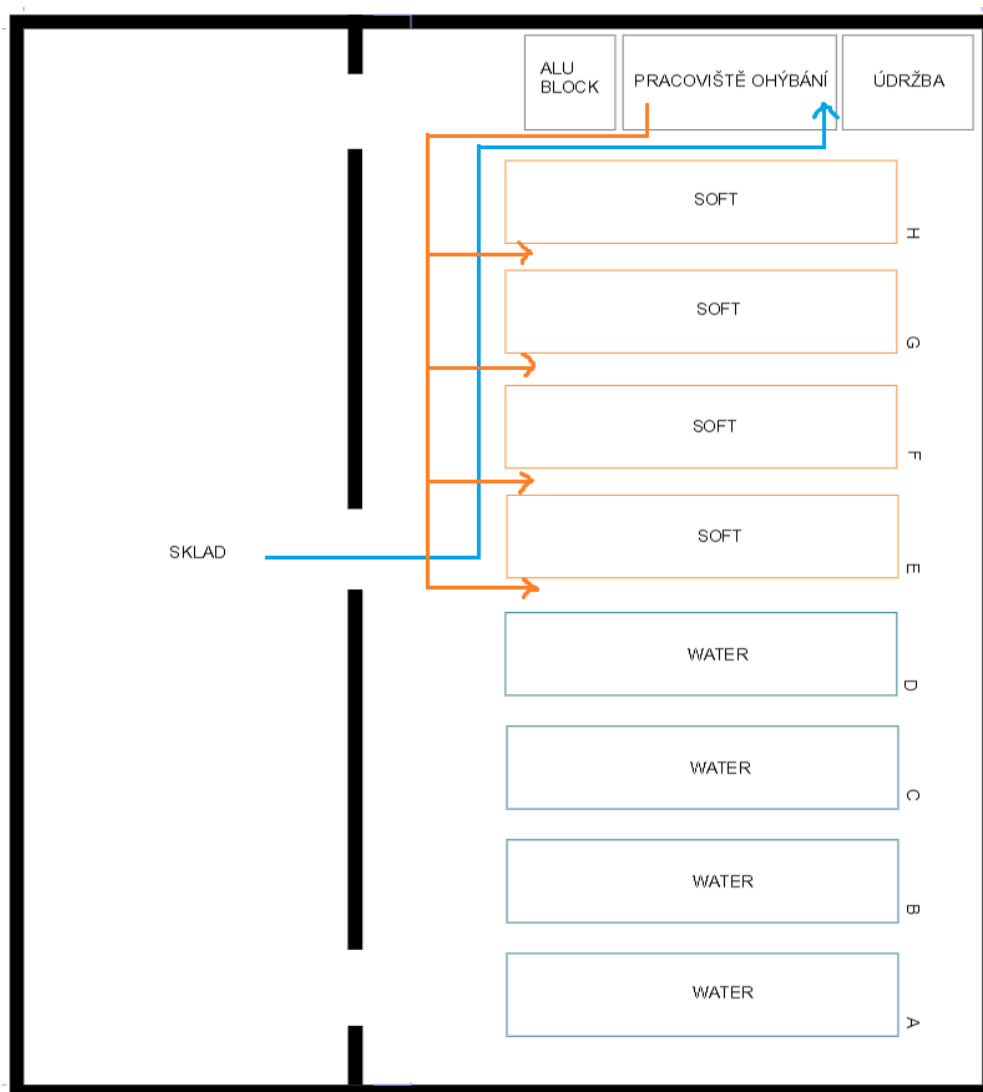 ALU
BLOCK
PRACOVIŠTĚ OHÝBÁNÍ
ÚDRŽBA
SOFT
H
SOFT
G
SOFT
F
SKLAD
SOFT
E
WATER
D
WATER
C
WATER
B
WATER
A